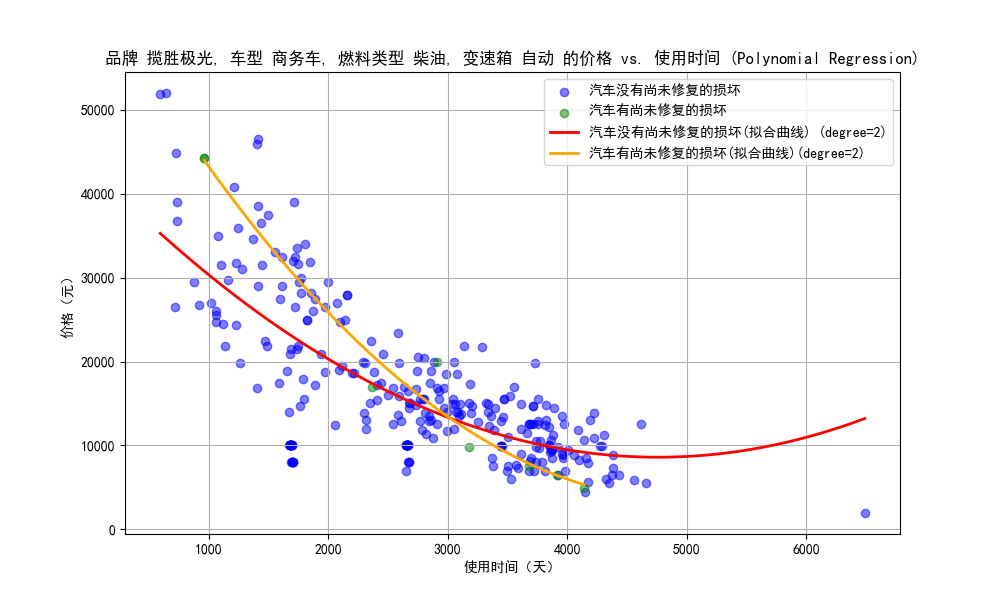 品牌 揽胜极光, 车型 商务车, 燃料类型 柴油, 变速箱 自动 的价格 vs. 使用时间 (Polynomial Regression)
汽车没有尚未修复的损坏
汽车有尚未修复的损坏
汽车没有尚未修复的损坏(拟合曲线) (degree=2)
汽车有尚未修复的损坏(拟合曲线)(degree=2)
价格（元）
50000
40000
30000
20000
10000
0
1000 2000 3000 4000 5000 6000
使用时间（天）